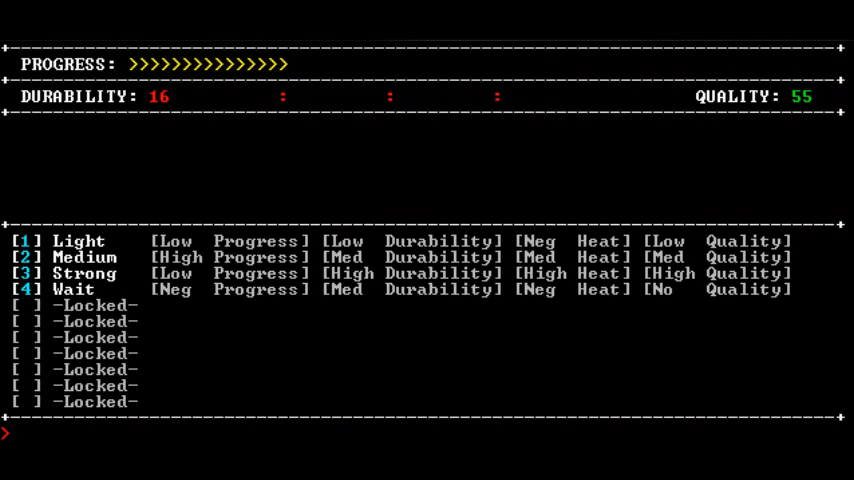 PROGRESS: >>>>>>>>>>>>>>>
DURABILITY: 16 : : : QUALITY: 55
[1] Light [Low Progress] [Low Durability] [Neg Heat] [Low Quality]
[2] Medium [High Progress] [Med Durability] [Med Heat] [Med Quality]
[3] Strong [Low Progress] [High Durability] [High Heat] [High Quality]
[4] Wait [Neg Progress] [Med Durability] [Neg Heat] [No Quality]
[ ] -Locked-
[ ] -Locked-
[ ] -Locked-
[ ] -Locked-
[ ] -Locked-
[ ] -Locked-
[ ] -Locked-
>